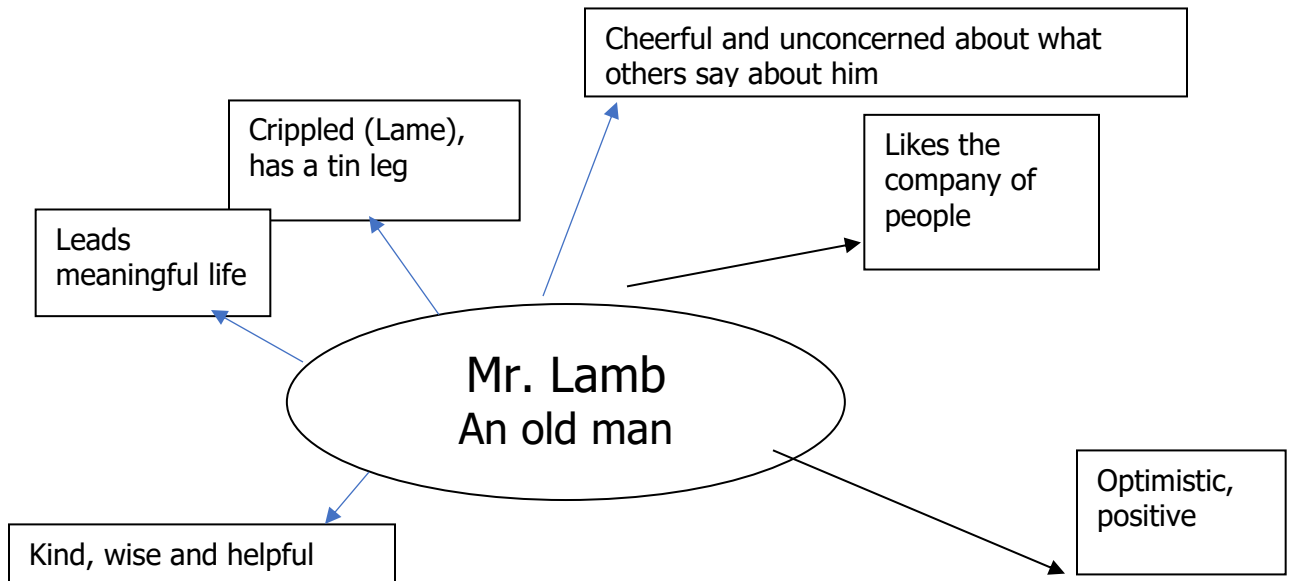 Cheerful and unconcerned about what
others say about him
Crippled (Lame),
has a tin leg
Likes the
company of
people
Leads
meaningful life
Mr. Lamb
An old man
Optimistic,
positive
Kind, wise and helpful